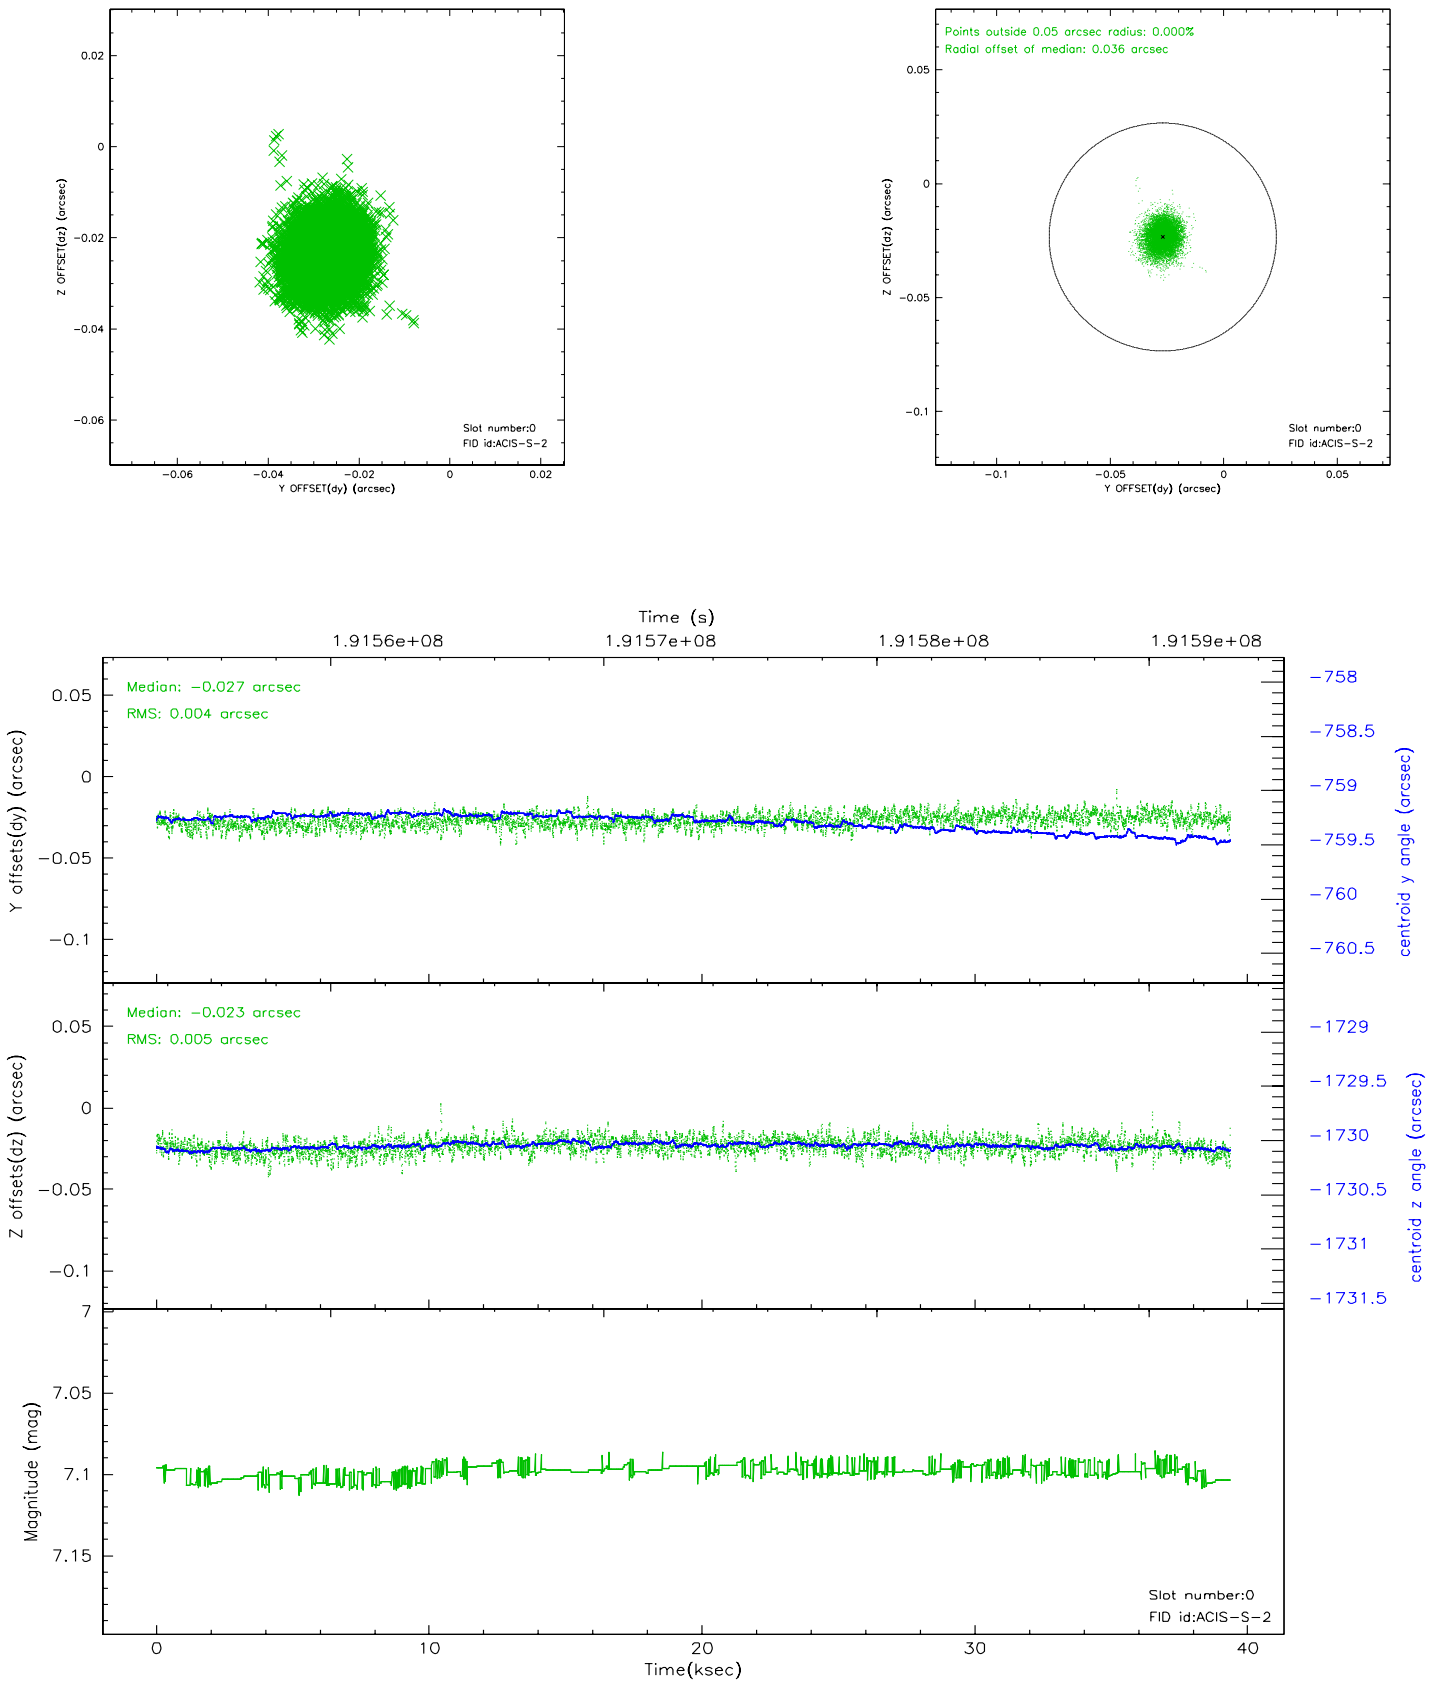 0.02
0
−0.02
−0.04
−0.06
Z OFFSET(dz) (arcsec)
Slot number:0
FID id:ACIS−S−2
−0.06
−0.04
−0.02
0
0.02
Y OFFSET(dy) (arcsec)
Points outside 0.05 arcsec radius: 0.000%
Radial offset of median: 0.036 arcsec
0.05
0
−0.05
−0.1
Z OFFSET(dz) (arcsec)
Slot number:0
FID id:ACIS−S−2
−0.1
−0.05
0
0.05
Y OFFSET(dy) (arcsec)
Time (s)
1.9156e+08
1.9157e+08
1.9158e+08
1.9159e+08
Median: −0.027 arcsec
RMS: 0.004 arcsec
0.05
0
−0.05
−0.1
Y offsets(dy) (arcsec)
−758
−758.5
−759
−759.5
−760
−760.5
centroid y angle (arcsec)
Median: −0.023 arcsec
RMS: 0.005 arcsec
0.05
0
−0.05
−0.1
Z offsets(dz) (arcsec)
−1729
−1729.5
−1730
−1730.5
−1731
−1731.5
centroid z angle (arcsec)
7
7.05
7.1
7.15
Magnitude (mag)
Slot number:0
FID id:ACIS−S−2
0
10
20
30
40
Time(ksec)